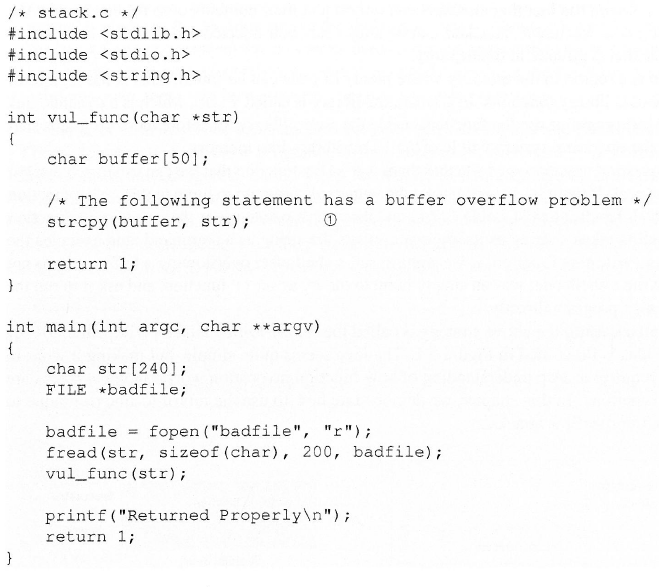 /* stack.c */
#include <stdlib.h>
#include <stdio.h>
#include <string.h>

int vul_func(char *str)
{
    char buffer[50];

    /* The following statement has a buffer overflow problem */
    strcpy(buffer, str);        ①

    return 1;
}

int main(int argc, char **argv)
{
    char str[240];
    FILE *badfile;

    badfile = fopen("badfile", "r");
    fread(str, sizeof(char), 200, badfile);
    vul_func(str);

    printf("Returned Properly\n");
    return 1;
}